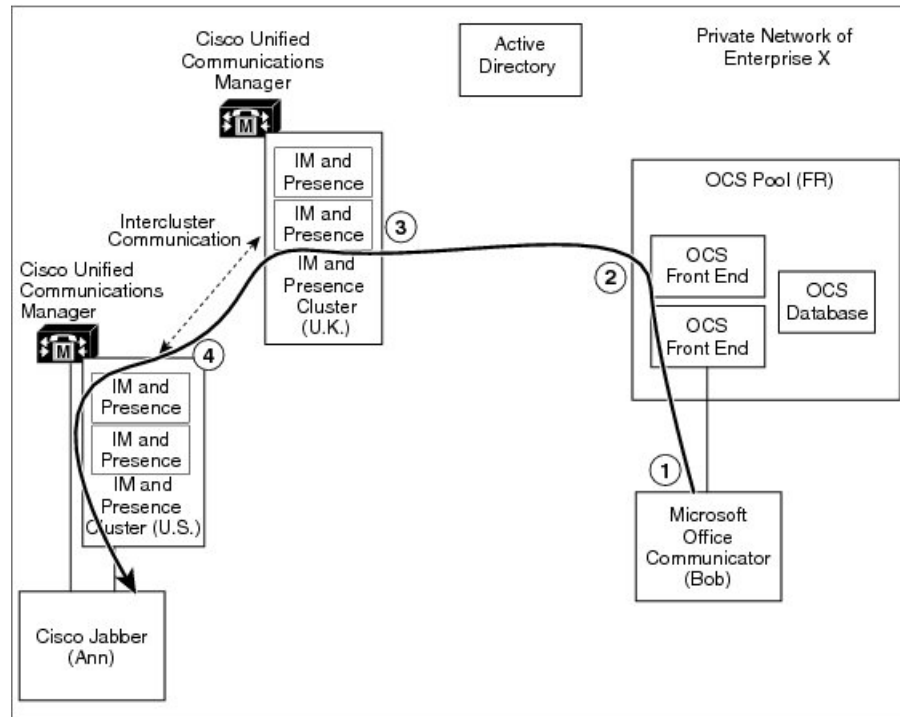 Cisco Unified
Communications
Manager
M
Active
Directory
Private Network of
Enterprise X
IM and
Presence
IM and
Presence
IM and
Presence
Cluster
(U.K.)
3
Intercluster
Communication
OCS Pool (FR)
2
OCS
Front End
OCS
Front End
OCS
Database
Cisco Unified
Communications
Manager
M
4
IM and
Presence
IM and
Presence
IM and
Presence
Cluster (U.S.)
1
Microsoft
Office
Communicator
(Bob)
Cisco Jabber
(Ann)